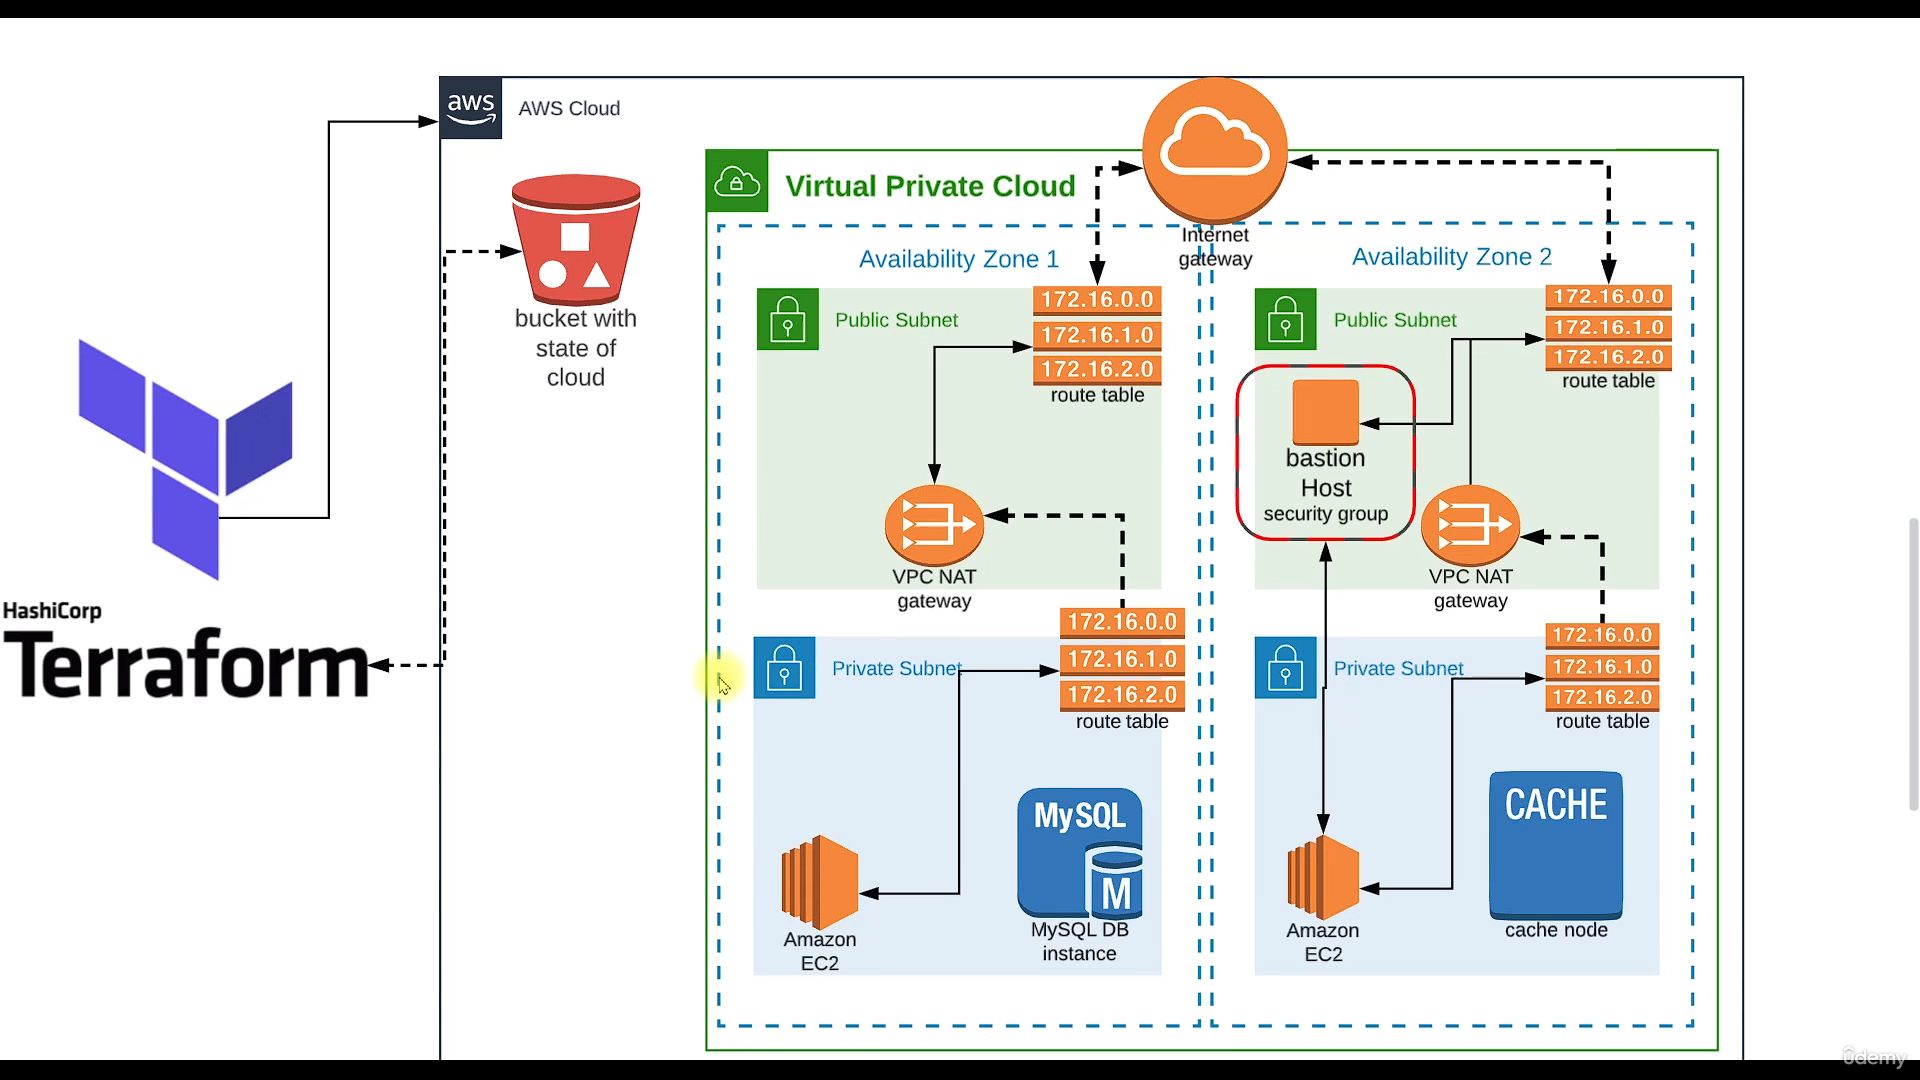 aws
AWS Cloud
bucket with
state of
cloud
HashiCorp
Terraform
Virtual Private Cloud
Internet
gateway
Availability Zone 1
Public Subnet
172.16.0.0
172.16.1.0
172.16.2.0
route table
VPC NAT
gateway
Private Subnet
172.16.0.0
172.16.1.0
172.16.2.0
route table
Amazon
EC2
MySQL
M
MySQL DB
instance
Availability Zone 2
Public Subnet
172.16.0.0
172.16.1.0
172.16.2.0
route table
bastion
Host
security group
VPC NAT
gateway
Private Subnet
172.16.0.0
172.16.1.0
172.16.2.0
route table
Amazon
EC2
CACHE
cache node
udemy